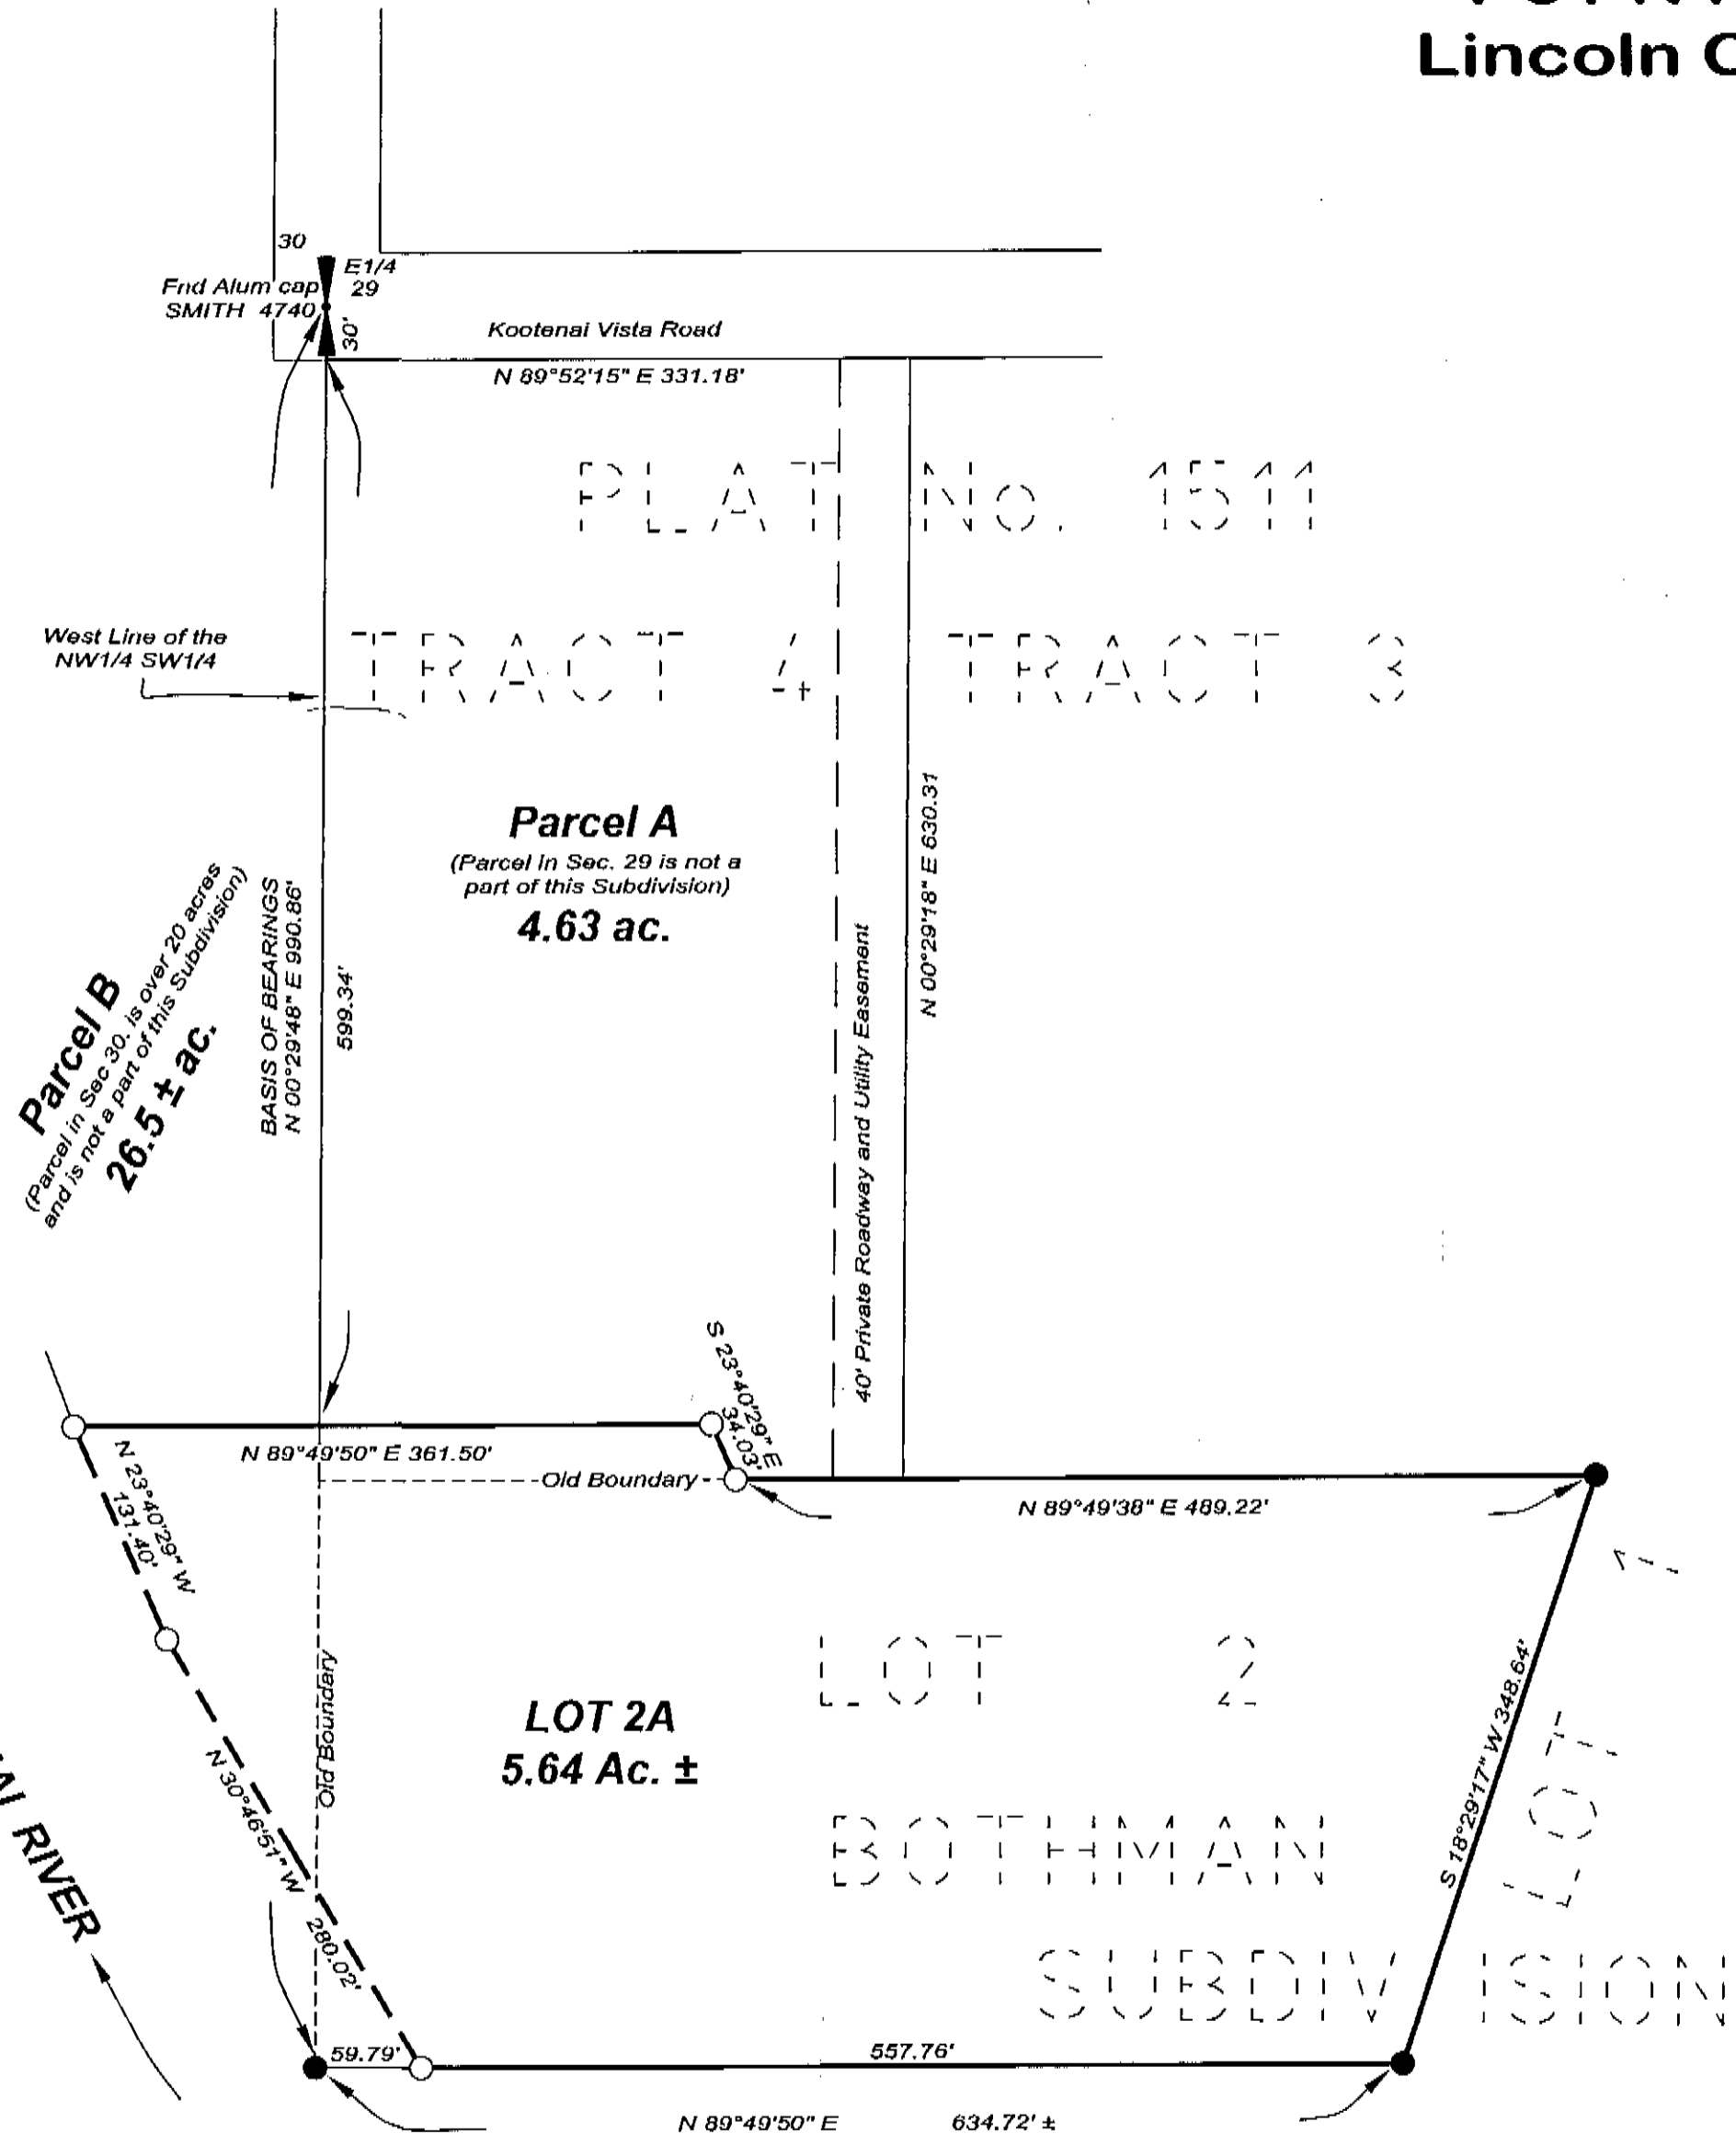 Lincoln
30
E1/4
29
Fnd Alum cap
SMITH 4740
30'
Kootenai Vista Road
N 89°52'15" E 331.18'
PLAT No. 1511
West Line of the
NW1/4 SW1/4
TRACT 4
TRACT 3
Parcel A
(Parcel in Sec. 29 is not a
part of this Subdivision)
4.63 ac.
N 00°29'18" E 630.31
Parcel B
(Parcel in Sec 30. is over 20 acres
and is not a part of this Subdivision)
26.5 ± ac.
BASIS OF BEARINGS
N 00°29'48" E 990.86'
599.34'
40' Private Roadway and Utility Easement
S 23°40'29" E
34.03'
N 89°49'50" E 361.50'
Old Boundary
N 89°49'38" E 489.22'
N 23°40'29" W
131.40'
LOT 1
LOT 2
Old Boundary
LOT 2A
5.64 Ac. ±
S 18°29'17" W 348.64'
N 30°46'51" W
280.02'
BOTHMAN
RIVER
SUBDIVISION
59.79'
557.76'
N 89°49'50" E 634.72' ±